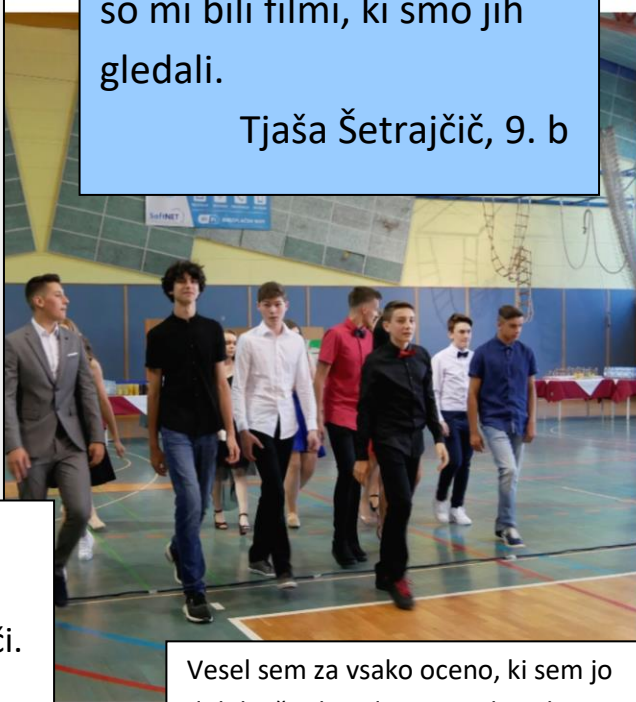 so mi bili filmi, ki smo jih
gledali.
Tjaša Šetrajčič, 9. b
SoftNET
či.
Vesel sem za vsako oceno, ki sem jo